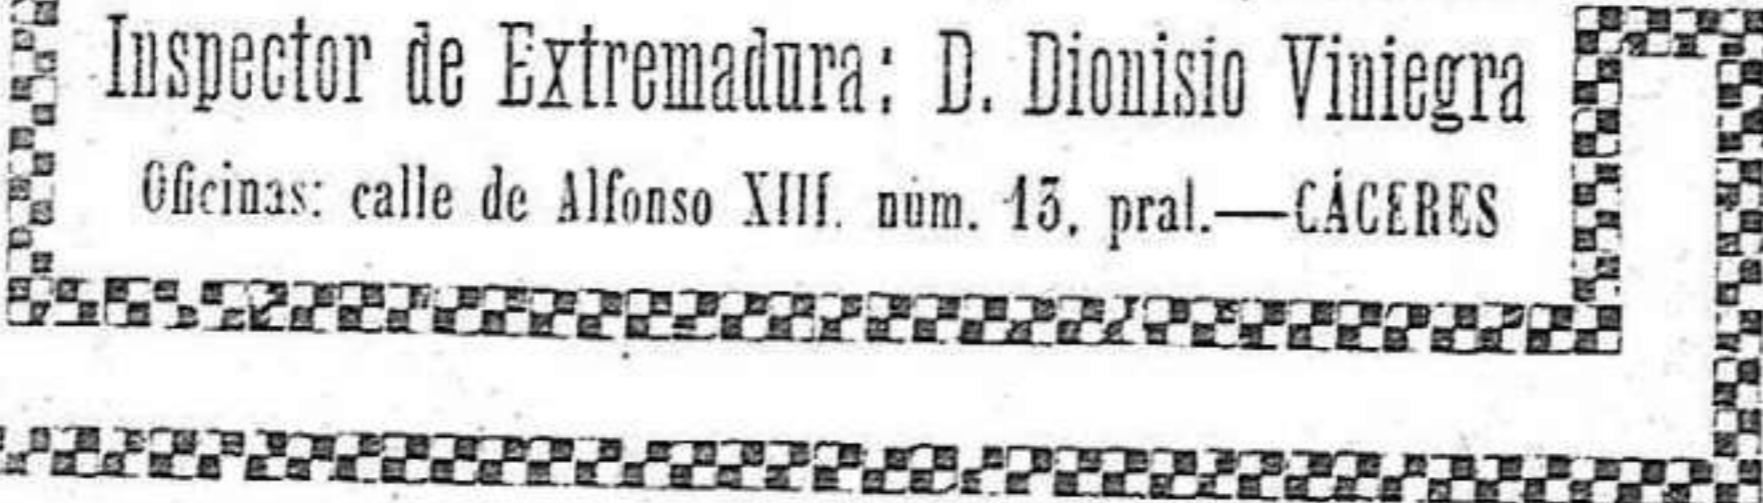 Inspector de Extremadura: D. Dionisio Viniegra
Oficinas: calle de Alfonso XIII. núm. 13, pral.—CÁCERES